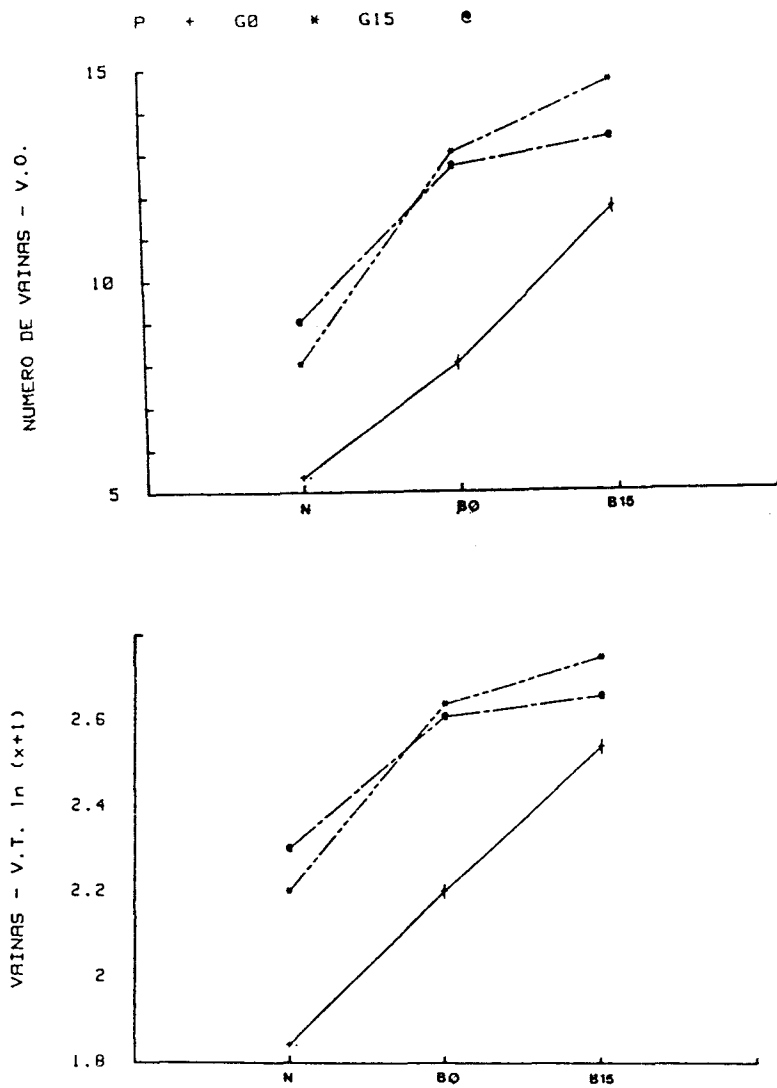 P + G0 * G15 @
15
10
5
NUMERO DE VAINAS - V.O.
N B0 B15
2.6
2.4
2.2
2
1.8
VAINAS - V.T. ln (x+1)
N B0 B15